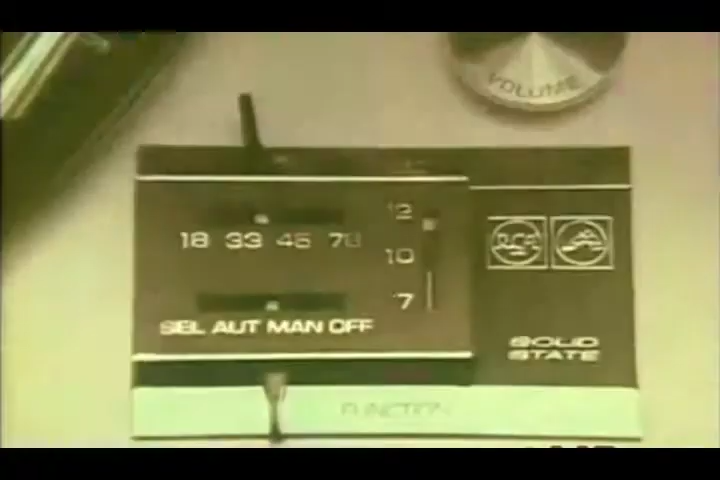 VOLUME
12
18 33 45 78
10
7
SEL AUT MAN OFF
RCA
SOLID
STATE
FUNCTION